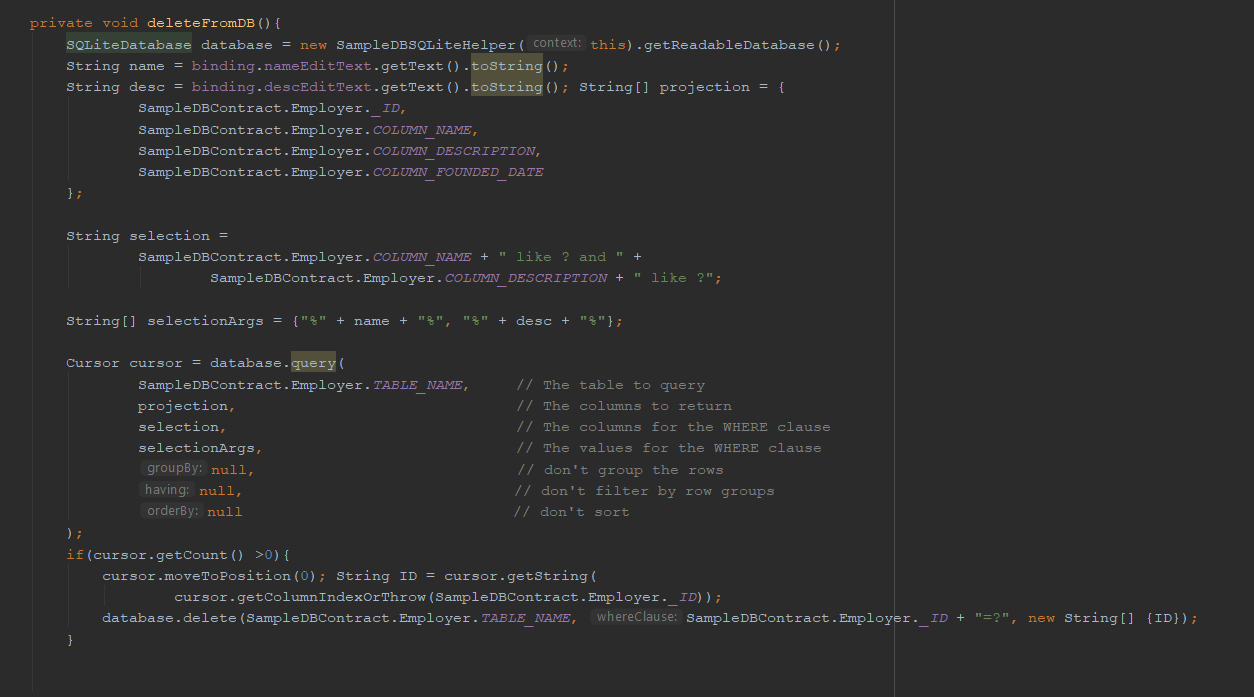 private void deleteFromDB(){
    SQLiteDatabase database = new SampleDBSQLiteHelper( context: this).getReadableDatabase();
    String name = binding.nameEditText.getText().toString();
    String desc = binding.descEditText.getText().toString(); String[] projection = {
            SampleDBContract.Employer._ID,
            SampleDBContract.Employer.COLUMN_NAME,
            SampleDBContract.Employer.COLUMN_DESCRIPTION,
            SampleDBContract.Employer.COLUMN_FOUNDED_DATE
    };

    String selection =
            SampleDBContract.Employer.COLUMN_NAME + " like ? and " +
                    SampleDBContract.Employer.COLUMN_DESCRIPTION + " like ?";

    String[] selectionArgs = {"%" + name + "%", "%" + desc + "%"};

    Cursor cursor = database.query(
            SampleDBContract.Employer.TABLE_NAME,     // The table to query
            projection,                               // The columns to return
            selection,                                // The columns for the WHERE clause
            selectionArgs,                            // The values for the WHERE clause
            groupBy: null,                            // don't group the rows
            having: null,                             // don't filter by row groups
            orderBy: null                             // don't sort
    );
    if(cursor.getCount() >0){
        cursor.moveToPosition(0); String ID = cursor.getString(
                cursor.getColumnIndexOrThrow(SampleDBContract.Employer._ID));
        database.delete(SampleDBContract.Employer.TABLE_NAME, whereClause: SampleDBContract.Employer._ID + "=?", new String[] {ID});
    }